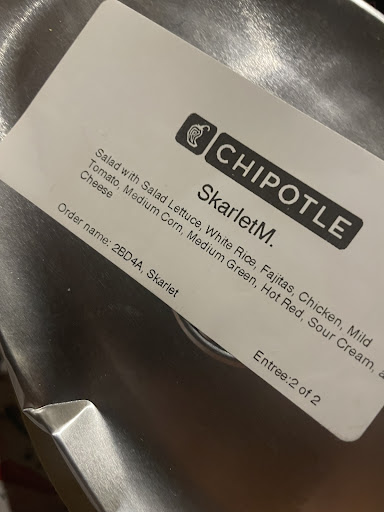 CHIPOTLE
SkarletM.
Salad with Salad Lettuce, White Rice, Fajitas, Chicken, Mild
Tomato, Medium Corn, Medium Green, Hot Red, Sour Cream, a
Cheese
Order name: 2BD4A, Skarlet
Entree:2 of 2